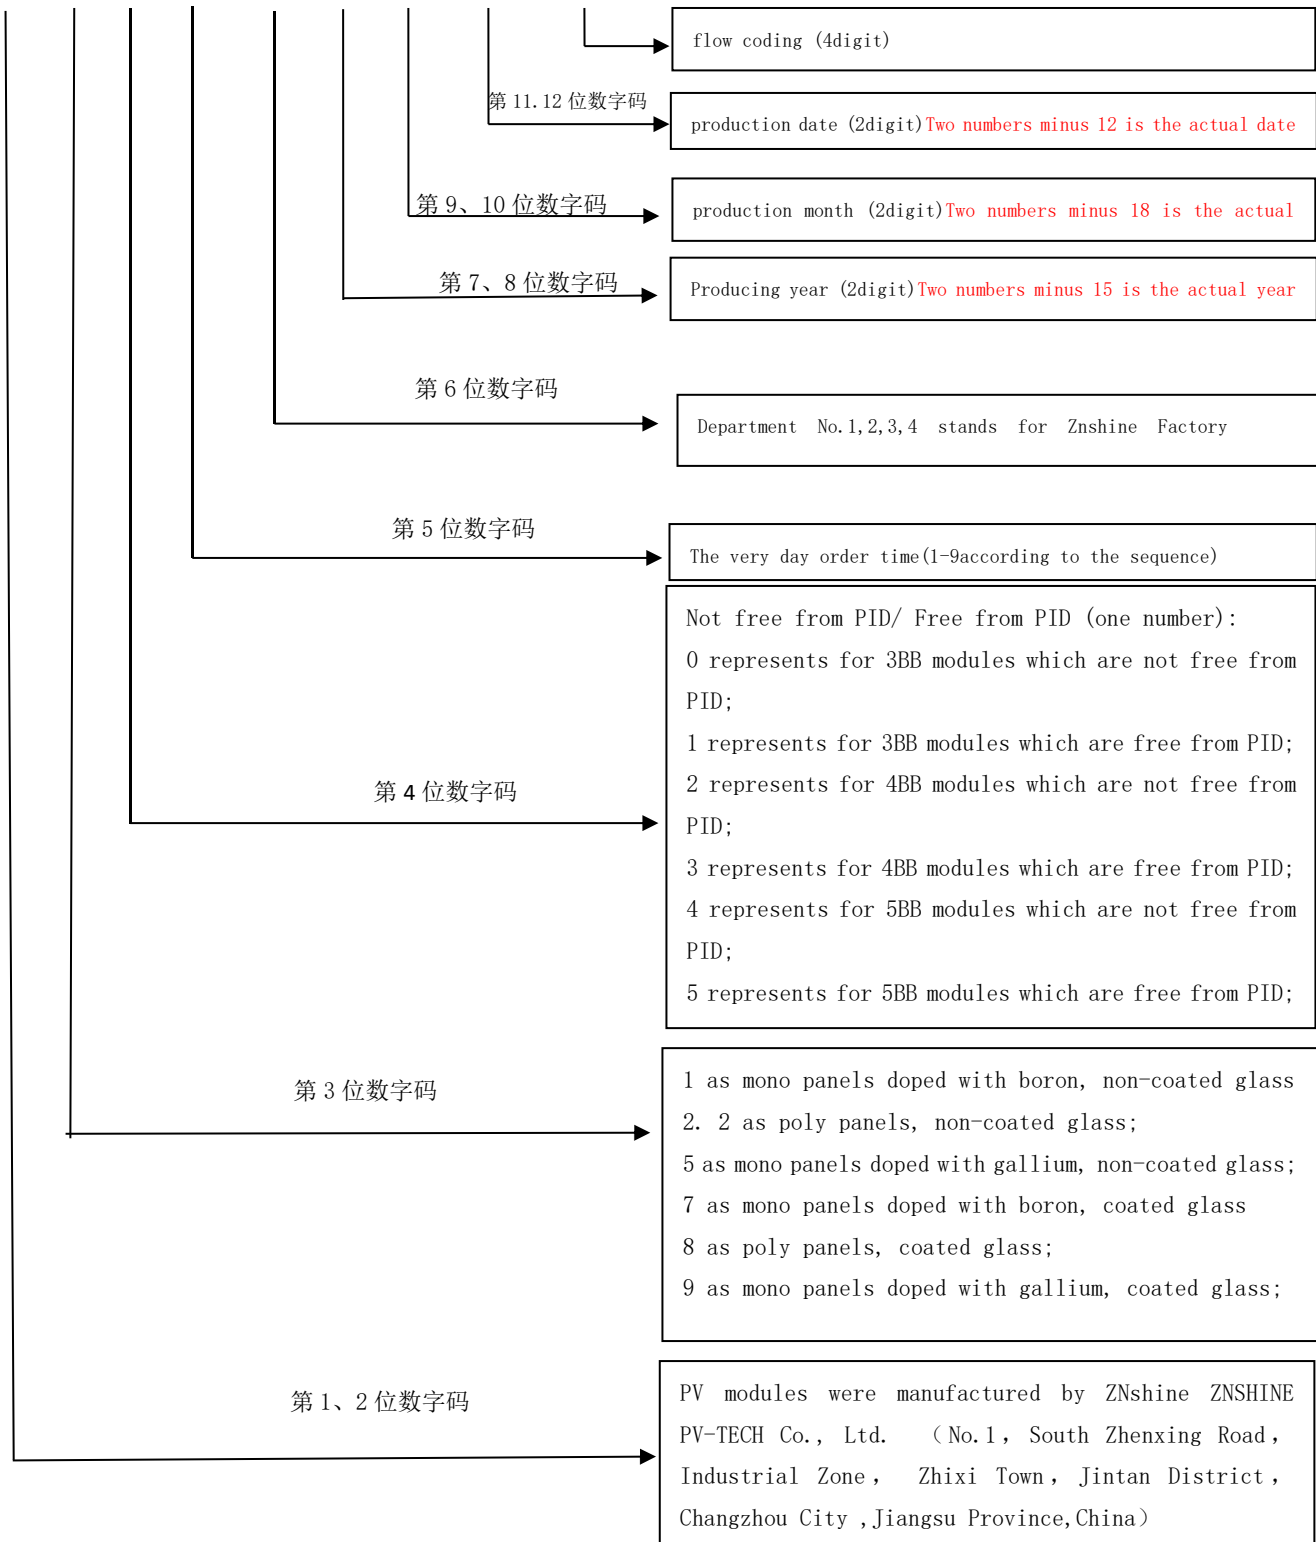 flow coding (4digit)
第 11.12 位数字码
production date (2digit)Two numbers minus 12 is the actual date
第 9、10 位数字码
production month (2digit)Two numbers minus 18 is the actual
第 7、8 位数字码
Producing year (2digit)Two numbers minus 15 is the actual year
第 6 位数字码
Department No.1,2,3,4 stands for Znshine Factory
第 5 位数字码
The very day order time(1-9according to the sequence)
Not free from PID/ Free from PID (one number):
0 represents for 3BB modules which are not free from
PID;
1 represents for 3BB modules which are free from PID;
2 represents for 4BB modules which are not free from
PID;
3 represents for 4BB modules which are free from PID;
4 represents for 5BB modules which are not free from
PID;
5 represents for 5BB modules which are free from PID;
第 4 位数字码
第 3 位数字码
1 as mono panels doped with boron, non-coated glass
2. 2 as poly panels, non-coated glass;
5 as mono panels doped with gallium, non-coated glass;
7 as mono panels doped with boron, coated glass
8 as poly panels, coated glass;
9 as mono panels doped with gallium, coated glass;
第 1、2 位数字码
PV modules were manufactured by ZNshine ZNSHINE
PV-TECH Co., Ltd. （No.1，South Zhenxing Road，
Industrial Zone， Zhixi Town，Jintan District，
Changzhou City ,Jiangsu Province,China）